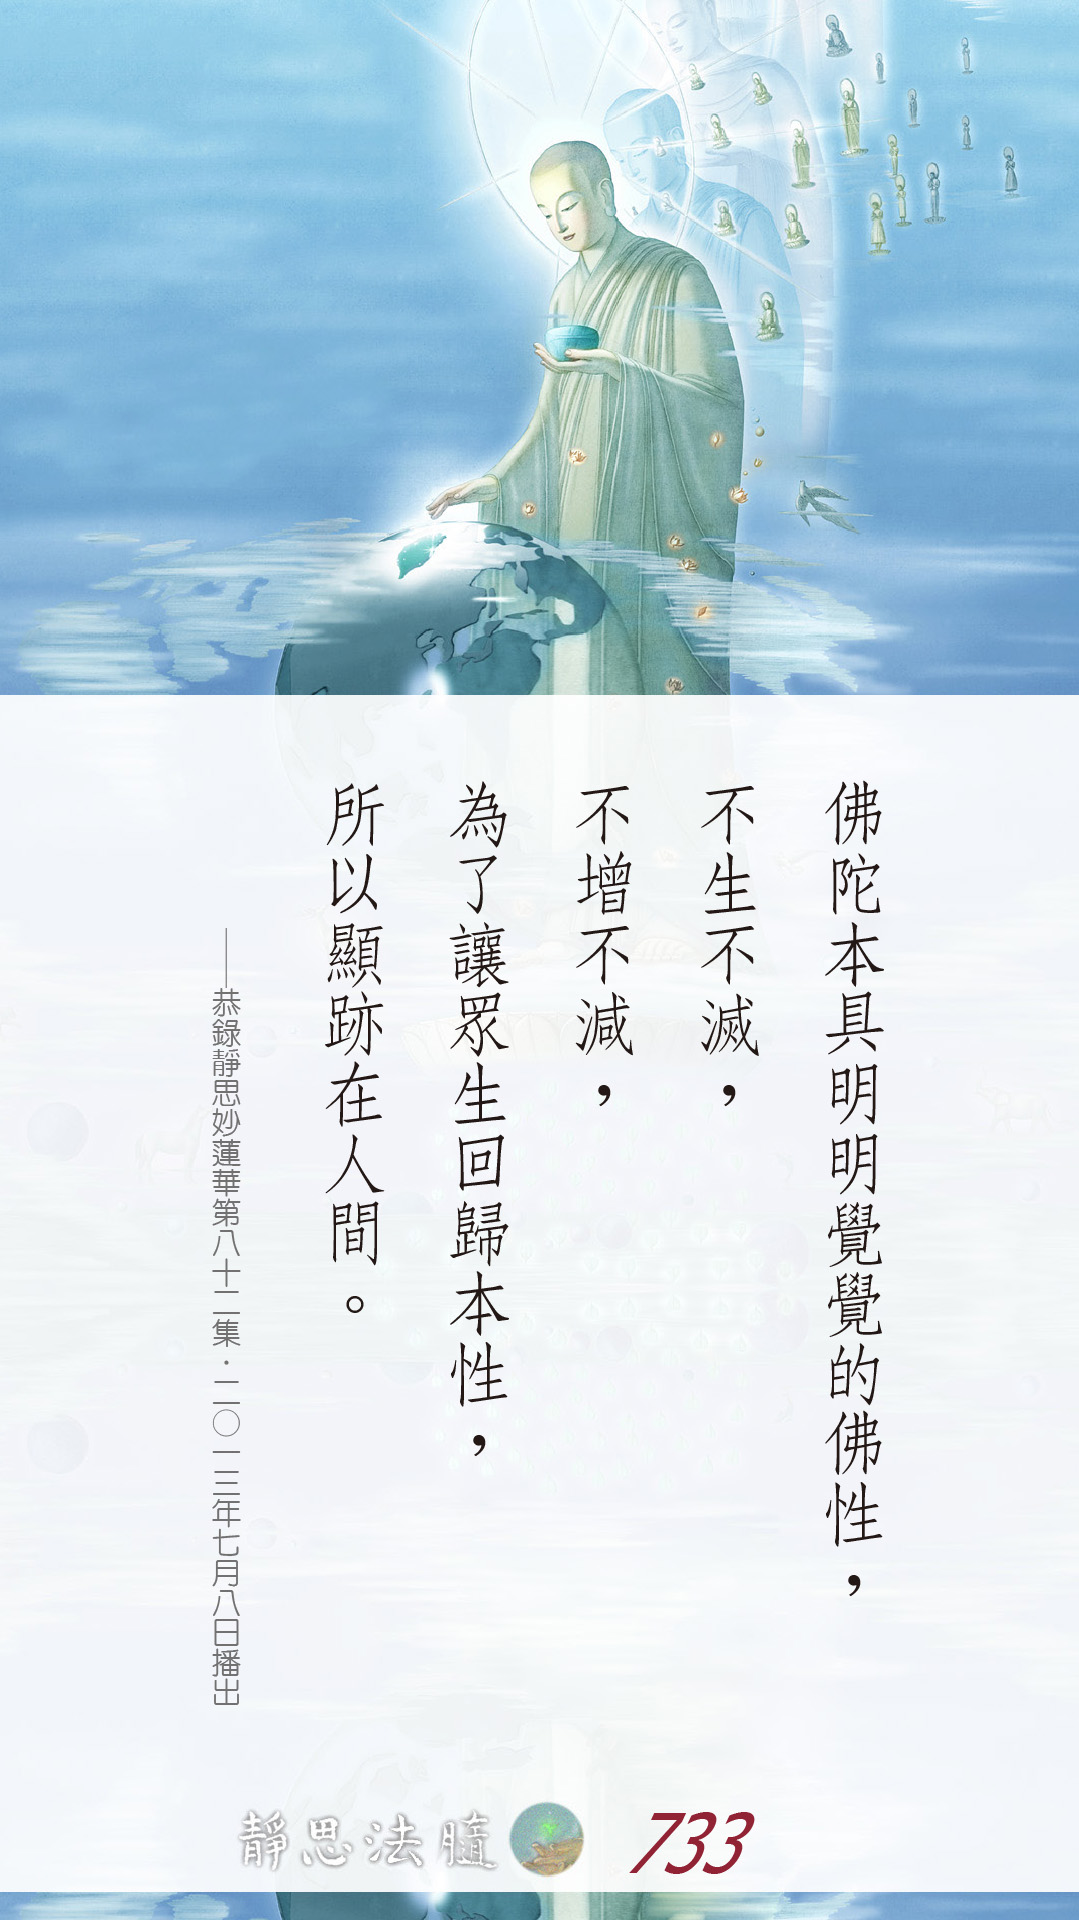 佛陀本具明明覺覺的佛性，
不生不滅，
不增不減，
為了讓眾生回歸本性，
所以顯跡在人間。
——恭錄靜思妙蓮華第八十二集·二〇一三年七月八日播出
靜思法髓
733